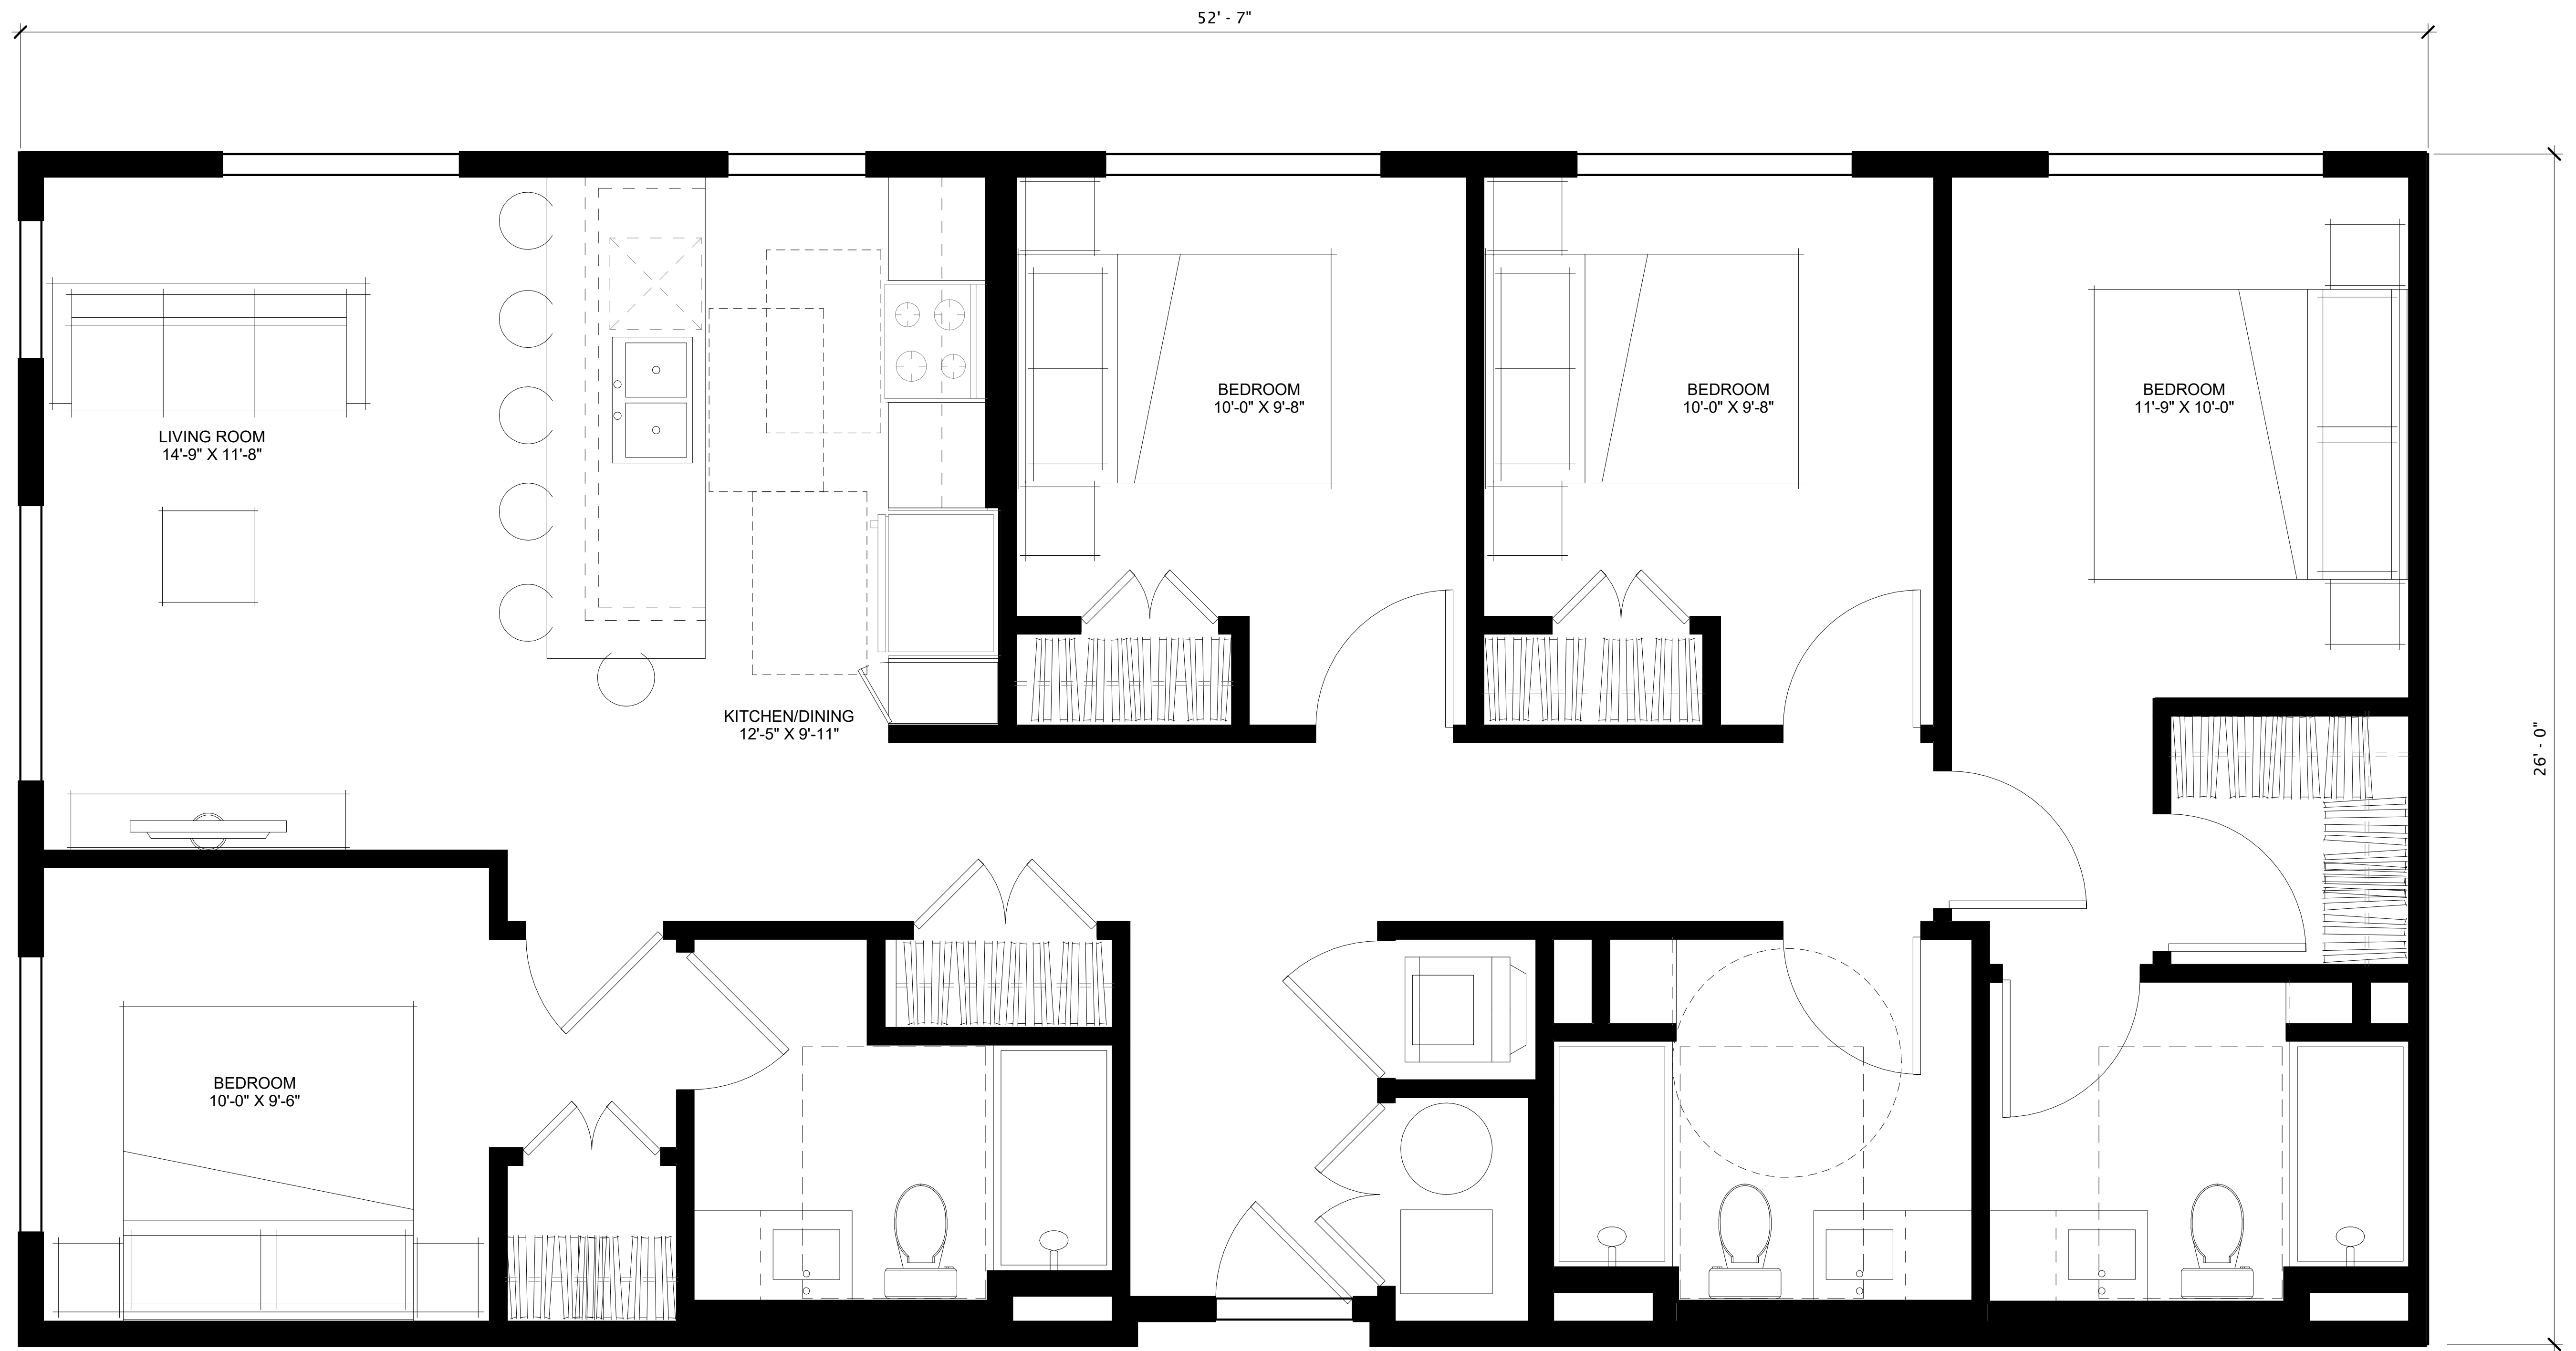 52' - 7"
BEDROOM
10'-0" X 9'-8"
BEDROOM
10'-0" X 9'-8"
BEDROOM
11'-9" X 10'-0"
LIVING ROOM
14'-9" X 11'-8"
KITCHEN/DINING
12'-5" X 9'-11"
26' - 0"
BEDROOM
10'-0" X 9'-6"